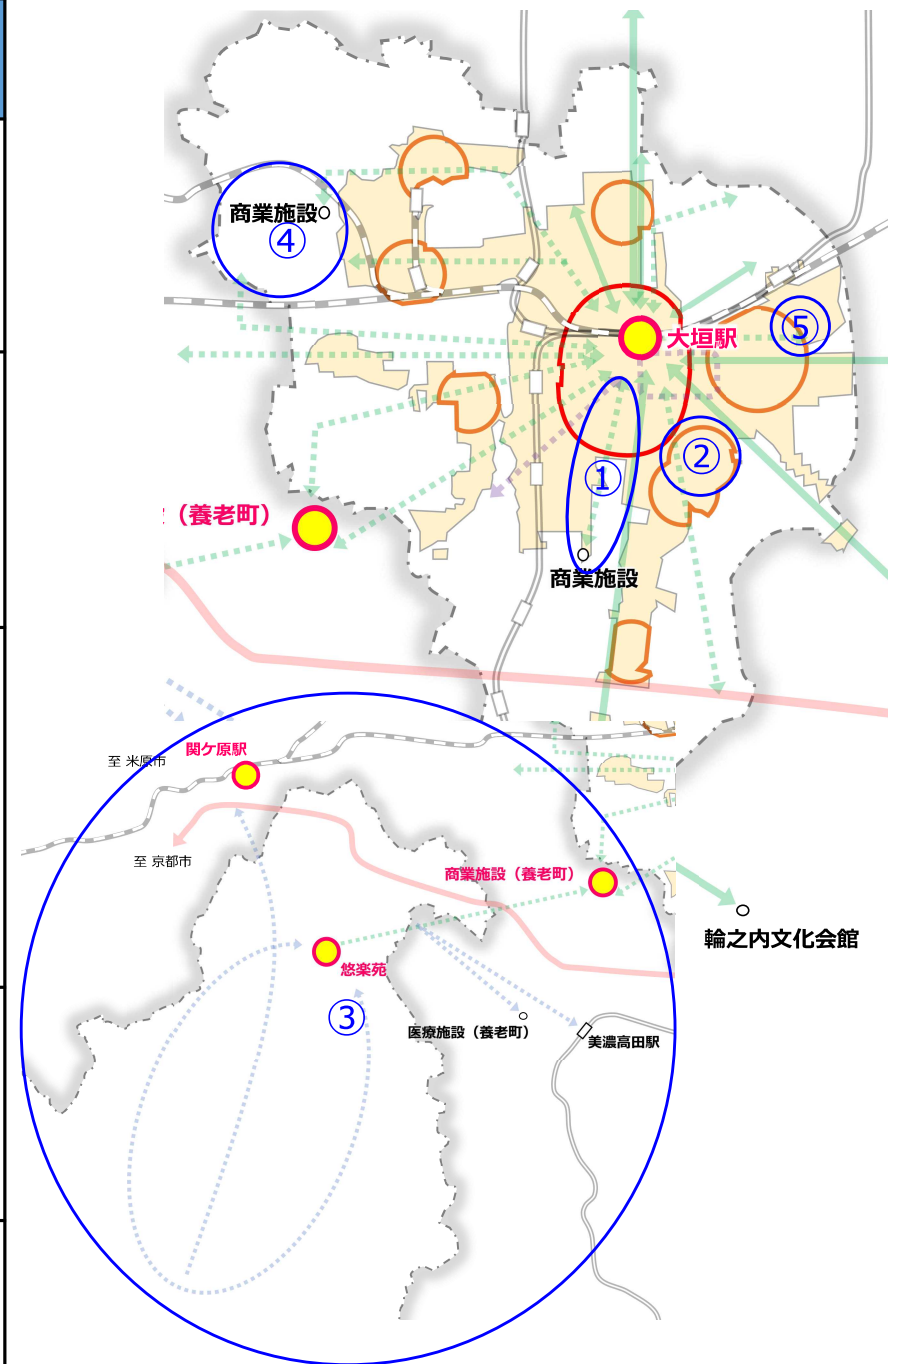 商業施設
④
⑤
大垣駅
②
①
（養老町）
商業施設
関ケ原駅
至 米原市
至 京都市
商業施設（養老町）
輪之内文化会館
悠楽苑
③
医療施設（養老町）
美濃高田駅